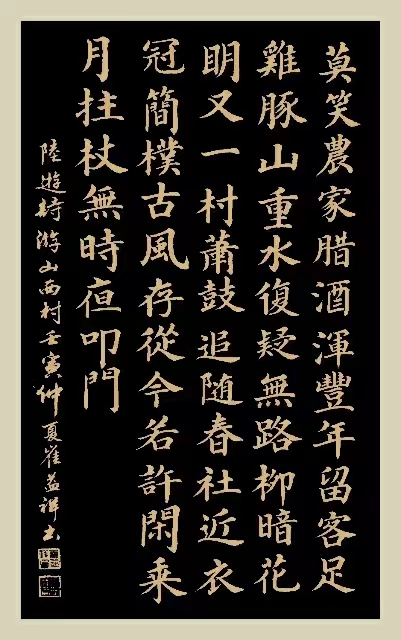 莫笑農家腊酒渾豐年留客足
雞豚山重水復疑無路柳暗花
明又一村蕭鼓追随春社近衣
冠簡樸古風存從今若許閑乘
月拄杖無時亱叩門
陸遊詩游山西村壬寅仲夏崔益祥书